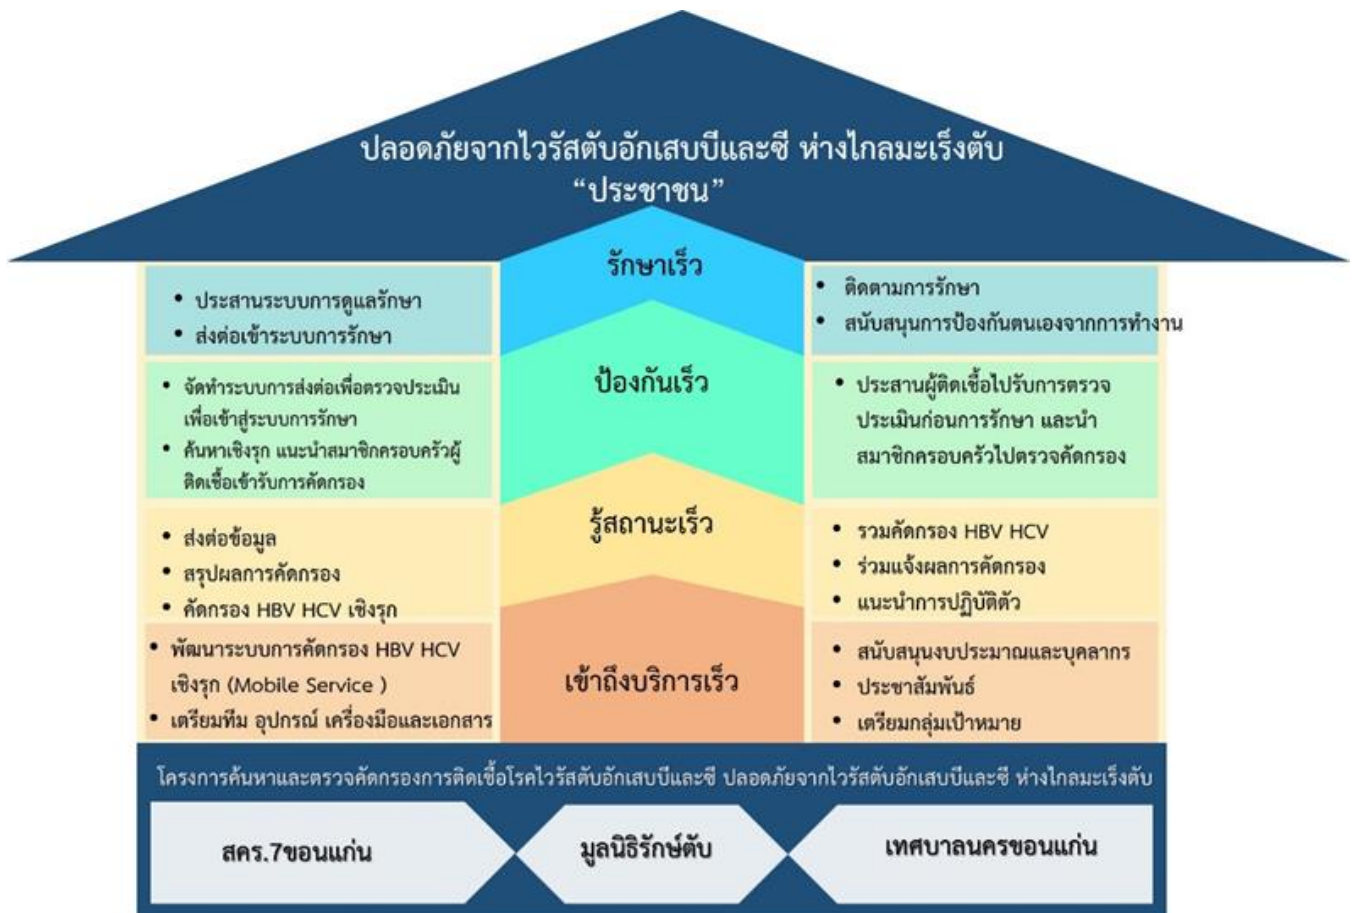 ปลอดภัยจากไวรัสตับอักเสบบีและซี ห่างไกลมะเร็งตับ
“ประชาชน”
รักษาเร็ว
• ประสานระบบการดูแลรักษา
• ส่งต่อเข้าระบบการรักษา
• ติดตามการรักษา
• สนับสนุนการป้องกันตนเองจากการทำงาน
ป้องกันเร็ว
• จัดทำระบบการส่งต่อเพื่อตรวจประเมิน
เพื่อเข้าสู่ระบบการรักษา
• ค้นหาเชิงรุก แนะนำสมาชิกครอบครัวผู้
ติดเชื้อเข้ารับการคัดกรอง
• ประสานผู้ติดเชื้อไปรับการตรวจ
ประเมินก่อนการรักษา และนำ
สมาชิกครอบครัวไปตรวจคัดกรอง
รู้สถานะเร็ว
• ส่งต่อข้อมูล
• สรุปผลการคัดกรอง
• คัดกรอง HBV HCV เชิงรุก
• รวมคัดกรอง HBV HCV
• ร่วมแจ้งผลการคัดกรอง
• แนะนำการปฏิบัติตัว
เข้าถึงบริการเร็ว
• พัฒนาระบบการคัดกรอง HBV HCV
เชิงรุก (Mobile Service )
• เตรียมทีม อุปกรณ์ เครื่องมือและเอกสาร
• สนับสนุนงบประมาณและบุคลากร
• ประชาสัมพันธ์
• เตรียมกลุ่มเป้าหมาย
โครงการค้นหาและตรวจคัดกรองการติดเชื้อโรคไวรัสตับอักเสบบีและซี ปลอดภัยจากไวรัสตับอักเสบบีและซี ห่างไกลมะเร็งตับ
สคร.7ขอนแก่น
มูลนิธิรักษ์ตับ
เทศบาลนครขอนแก่น